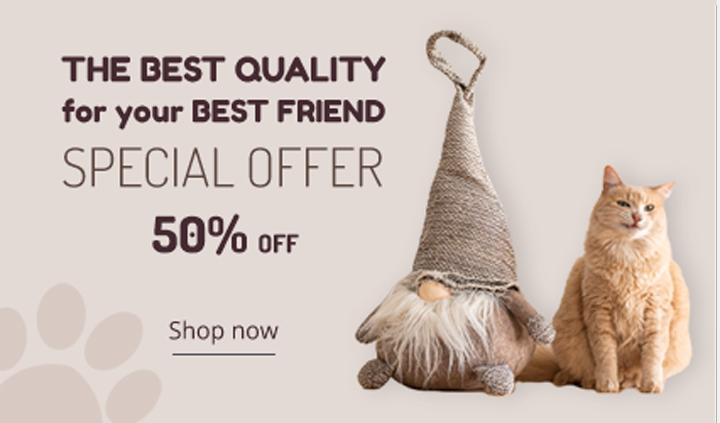 THE BEST QUALITY
for your BEST FRIEND
SPECIAL OFFER
50% OFF
Shop now